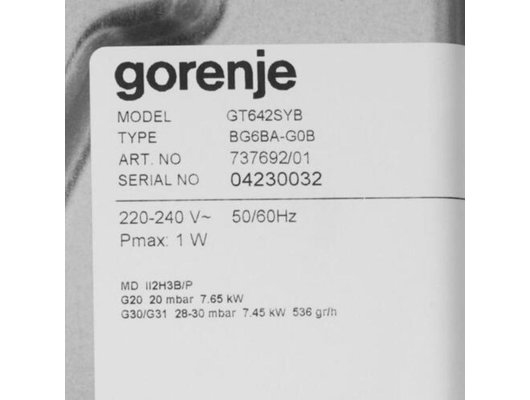 gorenje
MODEL GT642SYB
TYPE BG6BA-G0B
ART. NO 737692/01
SERIAL NO 04230032
220-240 V~ 50/60Hz
Pmax: 1 W
MD II2H3B/P
G20 20 mbar 7.65 kW
G30/G31 28-30 mbar 7.45 kW 536 gr/h